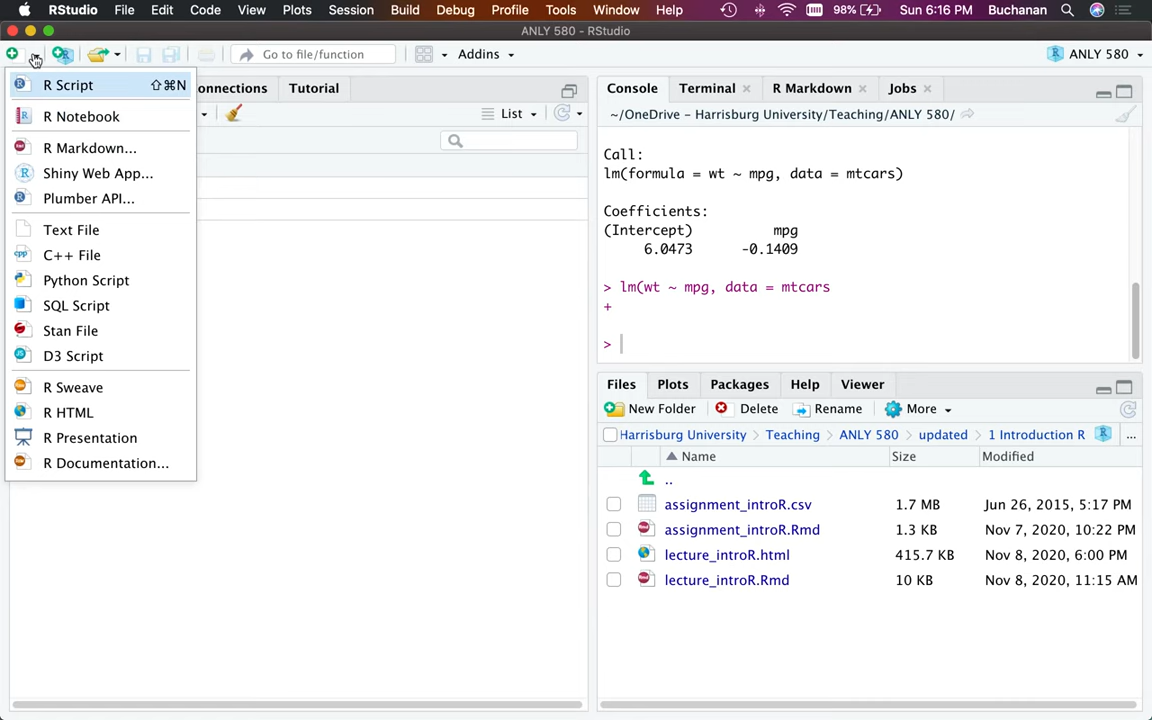 RStudio File Edit Code View Plots Session Build Debug Profile Tools Window Help 98% Sun 6:16 PM Buchanan
ANLY 580 - RStudio
Go to file/function Addins ANLY 580
R Script ⇧⌘N
R Notebook
R Markdown...
Shiny Web App...
Plumber API...
Text File
C++ File
Python Script
SQL Script
Stan File
D3 Script
R Sweave
R HTML
R Presentation
R Documentation...
onnections Tutorial
List
Console Terminal R Markdown Jobs
~/OneDrive - Harrisburg University/Teaching/ANLY 580/
Call:
lm(formula = wt ~ mpg, data = mtcars)
Coefficients:
(Intercept) mpg
6.0473 -0.1409
> lm(wt ~ mpg, data = mtcars
+
>
Files Plots Packages Help Viewer
New Folder Delete Rename More
Harrisburg University > Teaching > ANLY 580 > updated > 1 Introduction R ...
Name Size Modified
..
assignment_introR.csv 1.7 MB Jun 26, 2015, 5:17 PM
assignment_introR.Rmd 1.3 KB Nov 7, 2020, 10:22 PM
lecture_introR.html 415.7 KB Nov 8, 2020, 6:00 PM
lecture_introR.Rmd 10 KB Nov 8, 2020, 11:15 AM